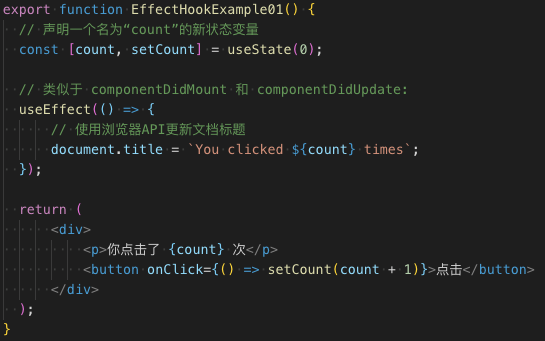 export function EffectHookExample01() {
  // 声明一个名为“count”的新状态变量
  const [count, setCount] = useState(0);

  // 类似于 componentDidMount 和 componentDidUpdate:
  useEffect(() => {
      // 使用浏览器API更新文档标题
      document.title = `You clicked ${count} times`;
  });

  return (
      <div>
          <p>你点击了 {count} 次</p>
          <button onClick={() => setCount(count + 1)}>点击</button>
      </div>
  );
}